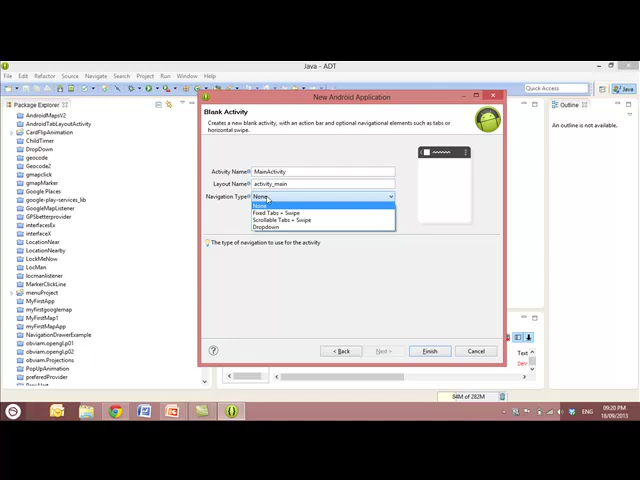 Java - ADT
File Edit Refactor Source Navigate Search Project Run Window Help
Quick Access
Java
Package Explorer
AndroidMapsV2
AndroidTabLayoutActivity
CardFlipAnimation
ChildTimer
DropDown
geocode
Geocode2
gmapclick
gmapMarker
Google Places
google-play-services_lib
GoogleMapListener
GPSbetterprovider
interfacesEx
interfaceX
LocationNear
LocationNearby
LockMeNow
LocMan
locmanlistener
MarkerClickLine
menuProject
MyFirstApp
myfirstgooglemap
MyFirstMap1
myFirstMapApp
NavigationDrawerExample
obviam.opengl.p01
obviam.opengl.p02
obviam.Projections
PopUpAnimation
preferedProvider
New Android Application
Blank Activity
Creates a new blank activity, with an action bar and optional navigational elements such as tabs or
horizontal swipe.
Activity Name MainActivity
Layout Name activity_main
Navigation Type None
None
Fixed Tabs + Swipe
Scrollable Tabs + Swipe
Dropdown
The type of navigation to use for the activity
? < Back Next > Finish Cancel
Outline
An outline is not available.
Text
84M of 282M
ENG
09:20 PM
18/09/2013